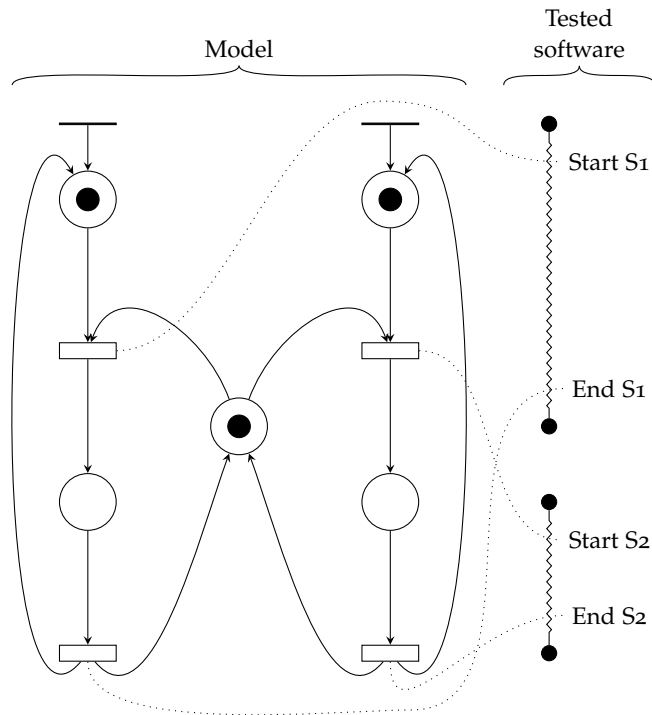 Model
Tested
software
Start S1
End S1
Start S2
End S2